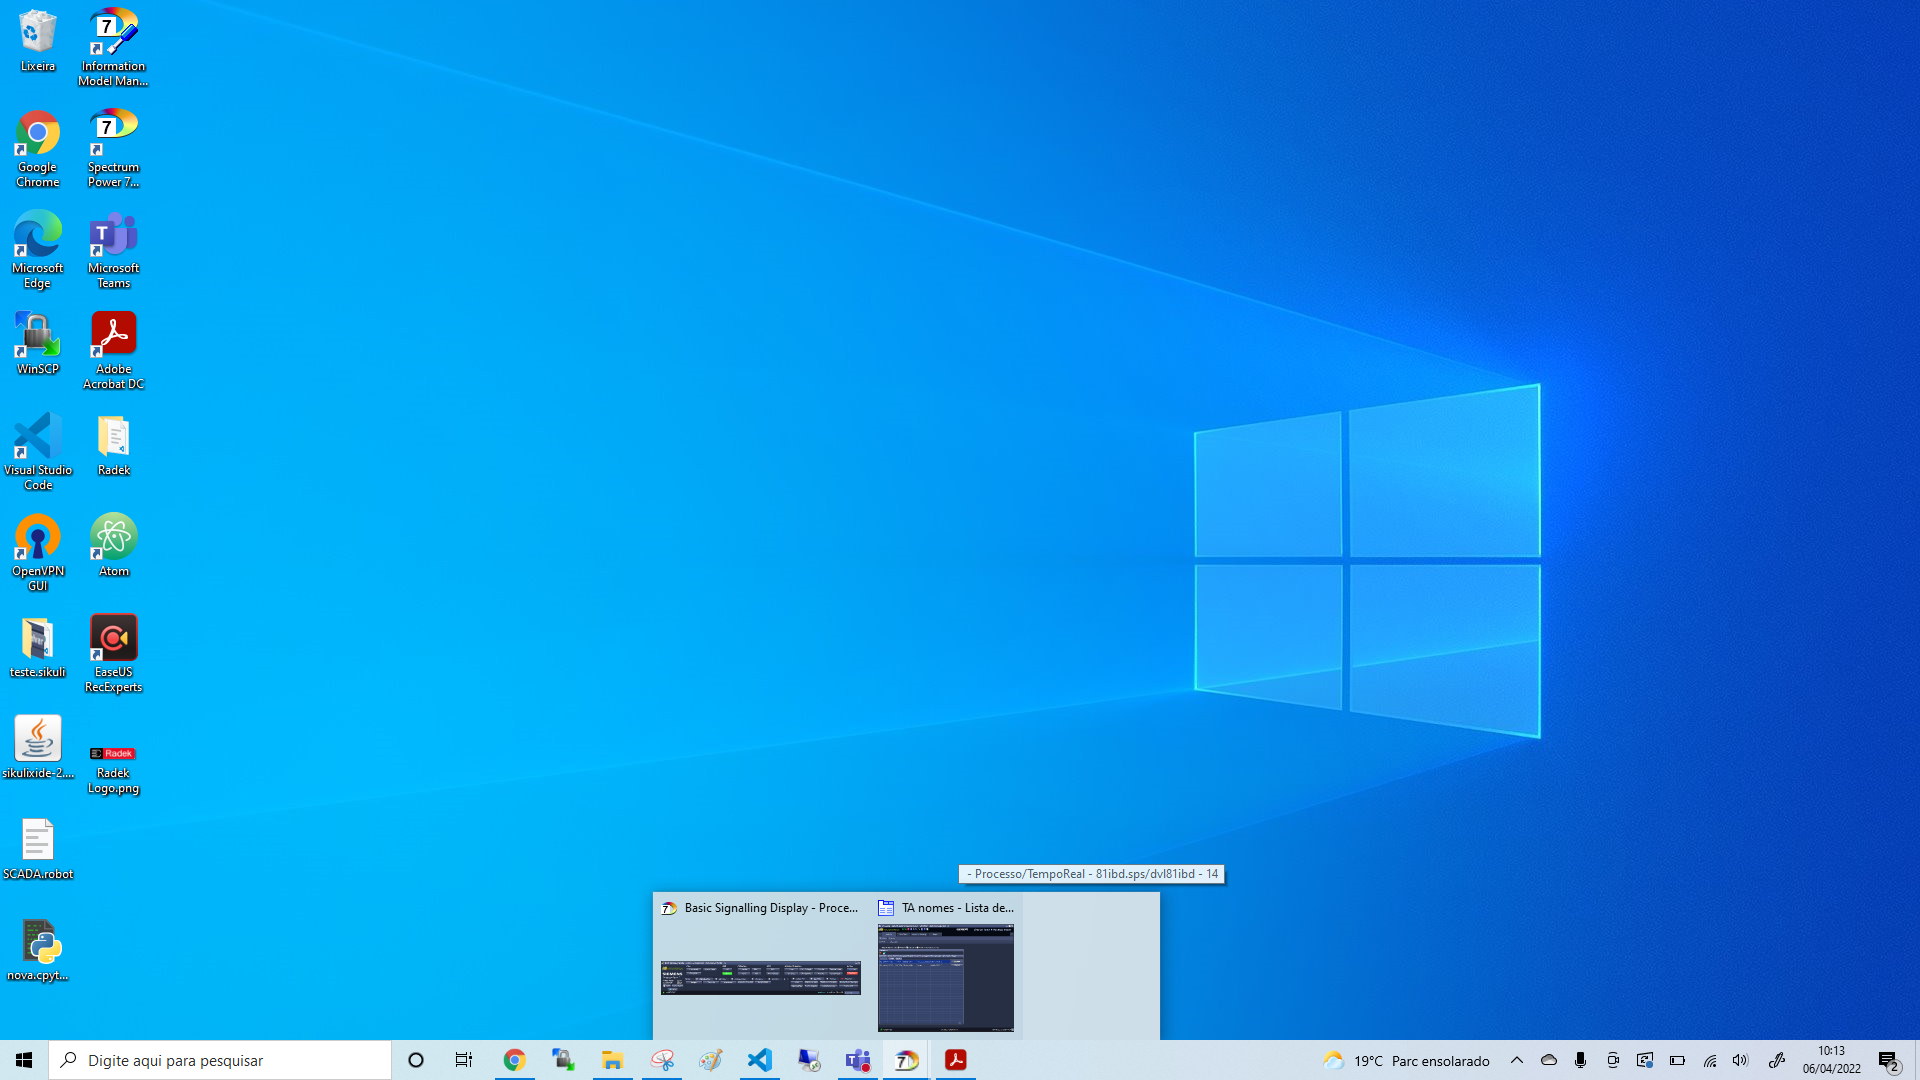 Lixeira
Information
Model Man...
Google
Chrome
Spectrum
Power 7...
Microsoft
Edge
Microsoft
Teams
WinSCP
Adobe
Acrobat DC
Visual Studio
Code
Radek
OpenVPN
GUI
Atom
teste.sikuli
EaseUS
RecExperts
sikulixide-2....
Radek
Radek
Logo.png
SCADA.robot
nova.cpyt...
- Processo/TempoReal - 81ibd.sps/dvl81ibd - 14
Basic Signalling Display - Proce...
TA nomes - Lista de...
Digite aqui para pesquisar
19°C Parc ensolarado
10:13
06/04/2022
2